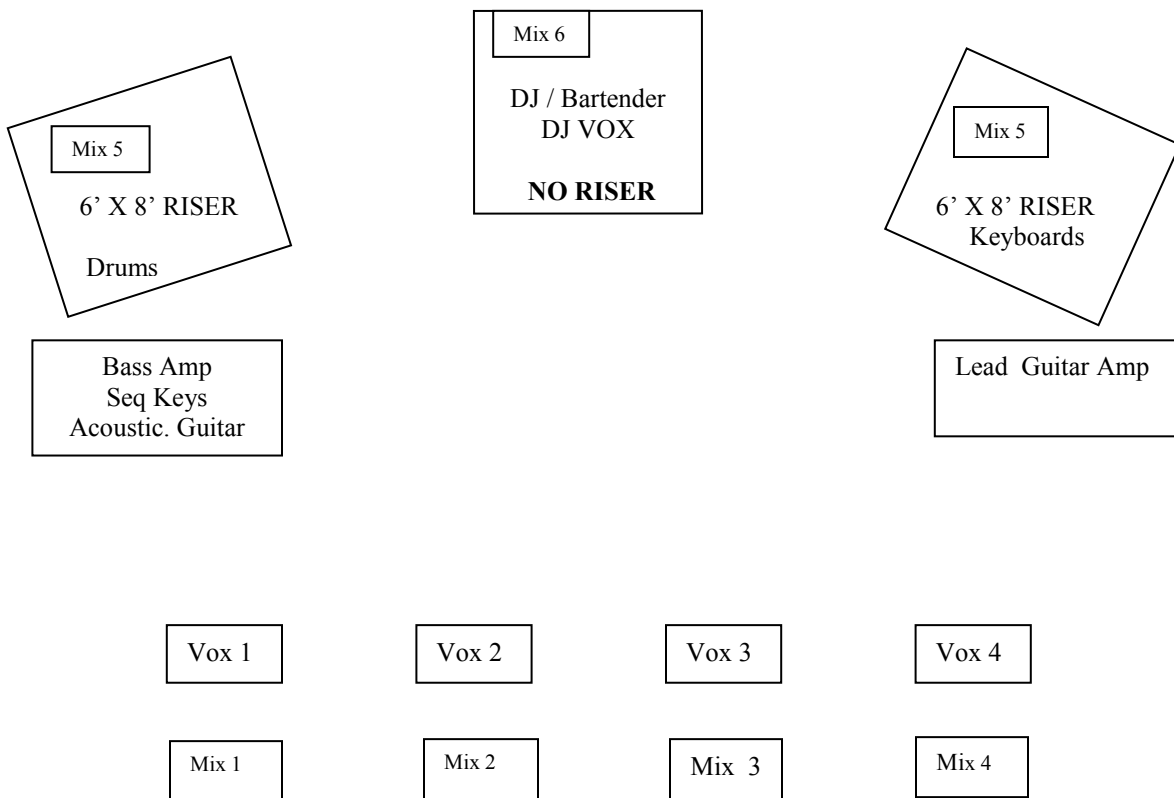 Mix 6
DJ / Bartender
DJ VOX
NO RISER
Mix 5
6’ X 8’ RISER
Drums
Mix 5
6’ X 8’ RISER
Keyboards
Bass Amp
Seq Keys
Acoustic. Guitar
Lead Guitar Amp
Vox 1
Vox 2
Vox 3
Vox 4
Mix 1
Mix 2
Mix 3
Mix 4